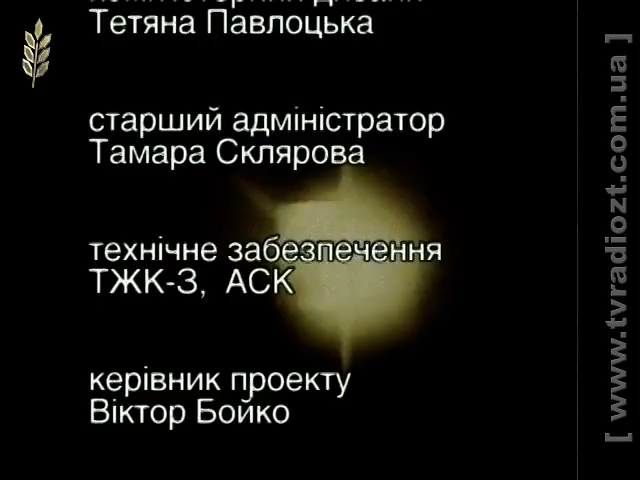 Тетяна Павлоцька
старший адміністратор
Тамара Склярова
технічне забезпечення
ТЖК-3, АСК
керівник проекту
Віктор Бойко
[ www.tvradiozt.com.ua ]